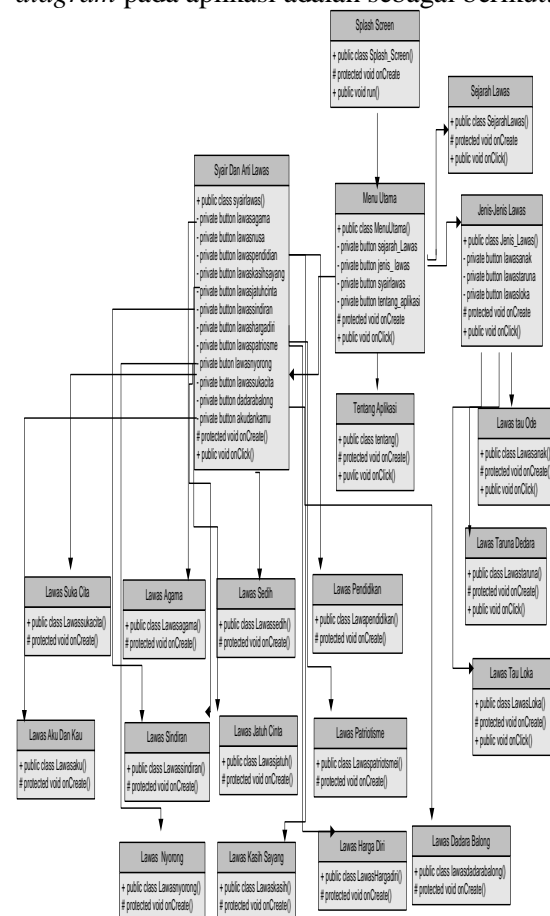 diagram pada aplikasi adalah sebagai berikut:
Splash Screen
+ public class Splash_Screen()
# protected void onCreate
+ public void run()
Sejarah Lawas
+ public class SejarahLawas()
# protected void onCreate
+ public void onClick()
Syair Dan Arti Lawas
+ public class syairlawas()
- private button lawasagama
- private button lawasnusa
- private button lawaspendidian
- private button lawaskasihsayang
- private button lawasjatuhcinta
- private button lawassindiran
- private button lawashargadiri
- private button lawaspatriosme
- private buton lawasnyorong
- private button lawassukacita
- private button dadarabalong
- private button akudankamu
# protected void onCreate()
+ public void onClick()
Menu Utama
+ public class MenuUtama()
- private button sejarah_Lawas
- private button jenis_ lawas
- private button syairlawas
- private button tentang_aplikasi
# protected void onCreate
+ public void onClick()
Jenis-Jenis Lawas
+ public class Jenis_Lawas()
- private button lawasanak
- private button lawastaruna
- private button lawasloka
# protected void onCreate
+ public void onClick()
Tentang Aplikasi
+ public class tentang()
# protected void onCreate()
+ puvlic void onClick()
Lawas tau Ode
+ public class Lawasanak()
# protected void onCreate()
+ public void onClick()
Lawas Taruna Dedara
+ public class Lawastaruna()
# protected void onCreate()
+ public void onClick()
Lawas Suka Cita
+ public class Lawassukacita()
# protected void onCreate()
Lawas Agama
+ public class Lawasagama()
# protected void onCreate()
Lawas Sedih
+ public class Lawassedih()
# protected void onCreate()
Lawas Pendidikan
+ public class Lawapendidikan()
# protected void onCreate()
Lawas Tau Loka
+ public class LawasLoka()
# protected void onCreate()
+ public void onClick()
Lawas Aku Dan Kau
+ public class Lawasaku()
# protected void onCreate()
Lawas Sindiran
+ public class Lawassindiran()
# protected void onCreate()
Lawas Jatuh Cinta
+ public class Lawasjatuh()
# protected void onCreate()
Lawas Patriotisme
+ public class Lawaspatriotsme()
# protected void onCreate()
Lawas Nyorong
+ public class Lawasnyorong()
# protected void onCreate()
Lawas Kasih Sayang
+ public class Lawaskasih()
# protected void onCreate()
Lawas Harga Diri
+ public class LawasHargadiri()
# protected void onCreate()
Lawas Dadara Balong
+ public class lawasdadarabalong()
# protected void onCreate()